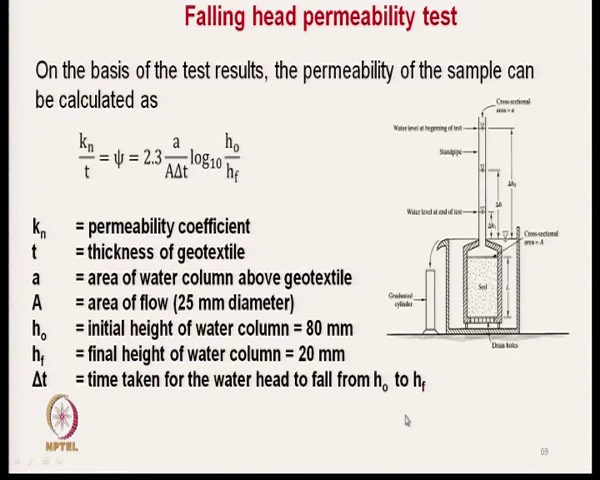 Falling head permeability test
On the basis of the test results, the permeability of the sample can
be calculated as
kn/t = ψ = 2.3 a/AΔt log10 ho/hf
kn = permeability coefficient
t = thickness of geotextile
a = area of water column above geotextile
A = area of flow (25 mm diameter)
ho = initial height of water column = 80 mm
hf = final height of water column = 20 mm
Δt = time taken for the water head to fall from ho to hf
Cross-sectional
area = a
Water level at beginning of test
Standpipe
Water level at end of test
Cross-sectional
area = A
Soil
L
Graduated
cylinder
Drain holes
NPTEL
69